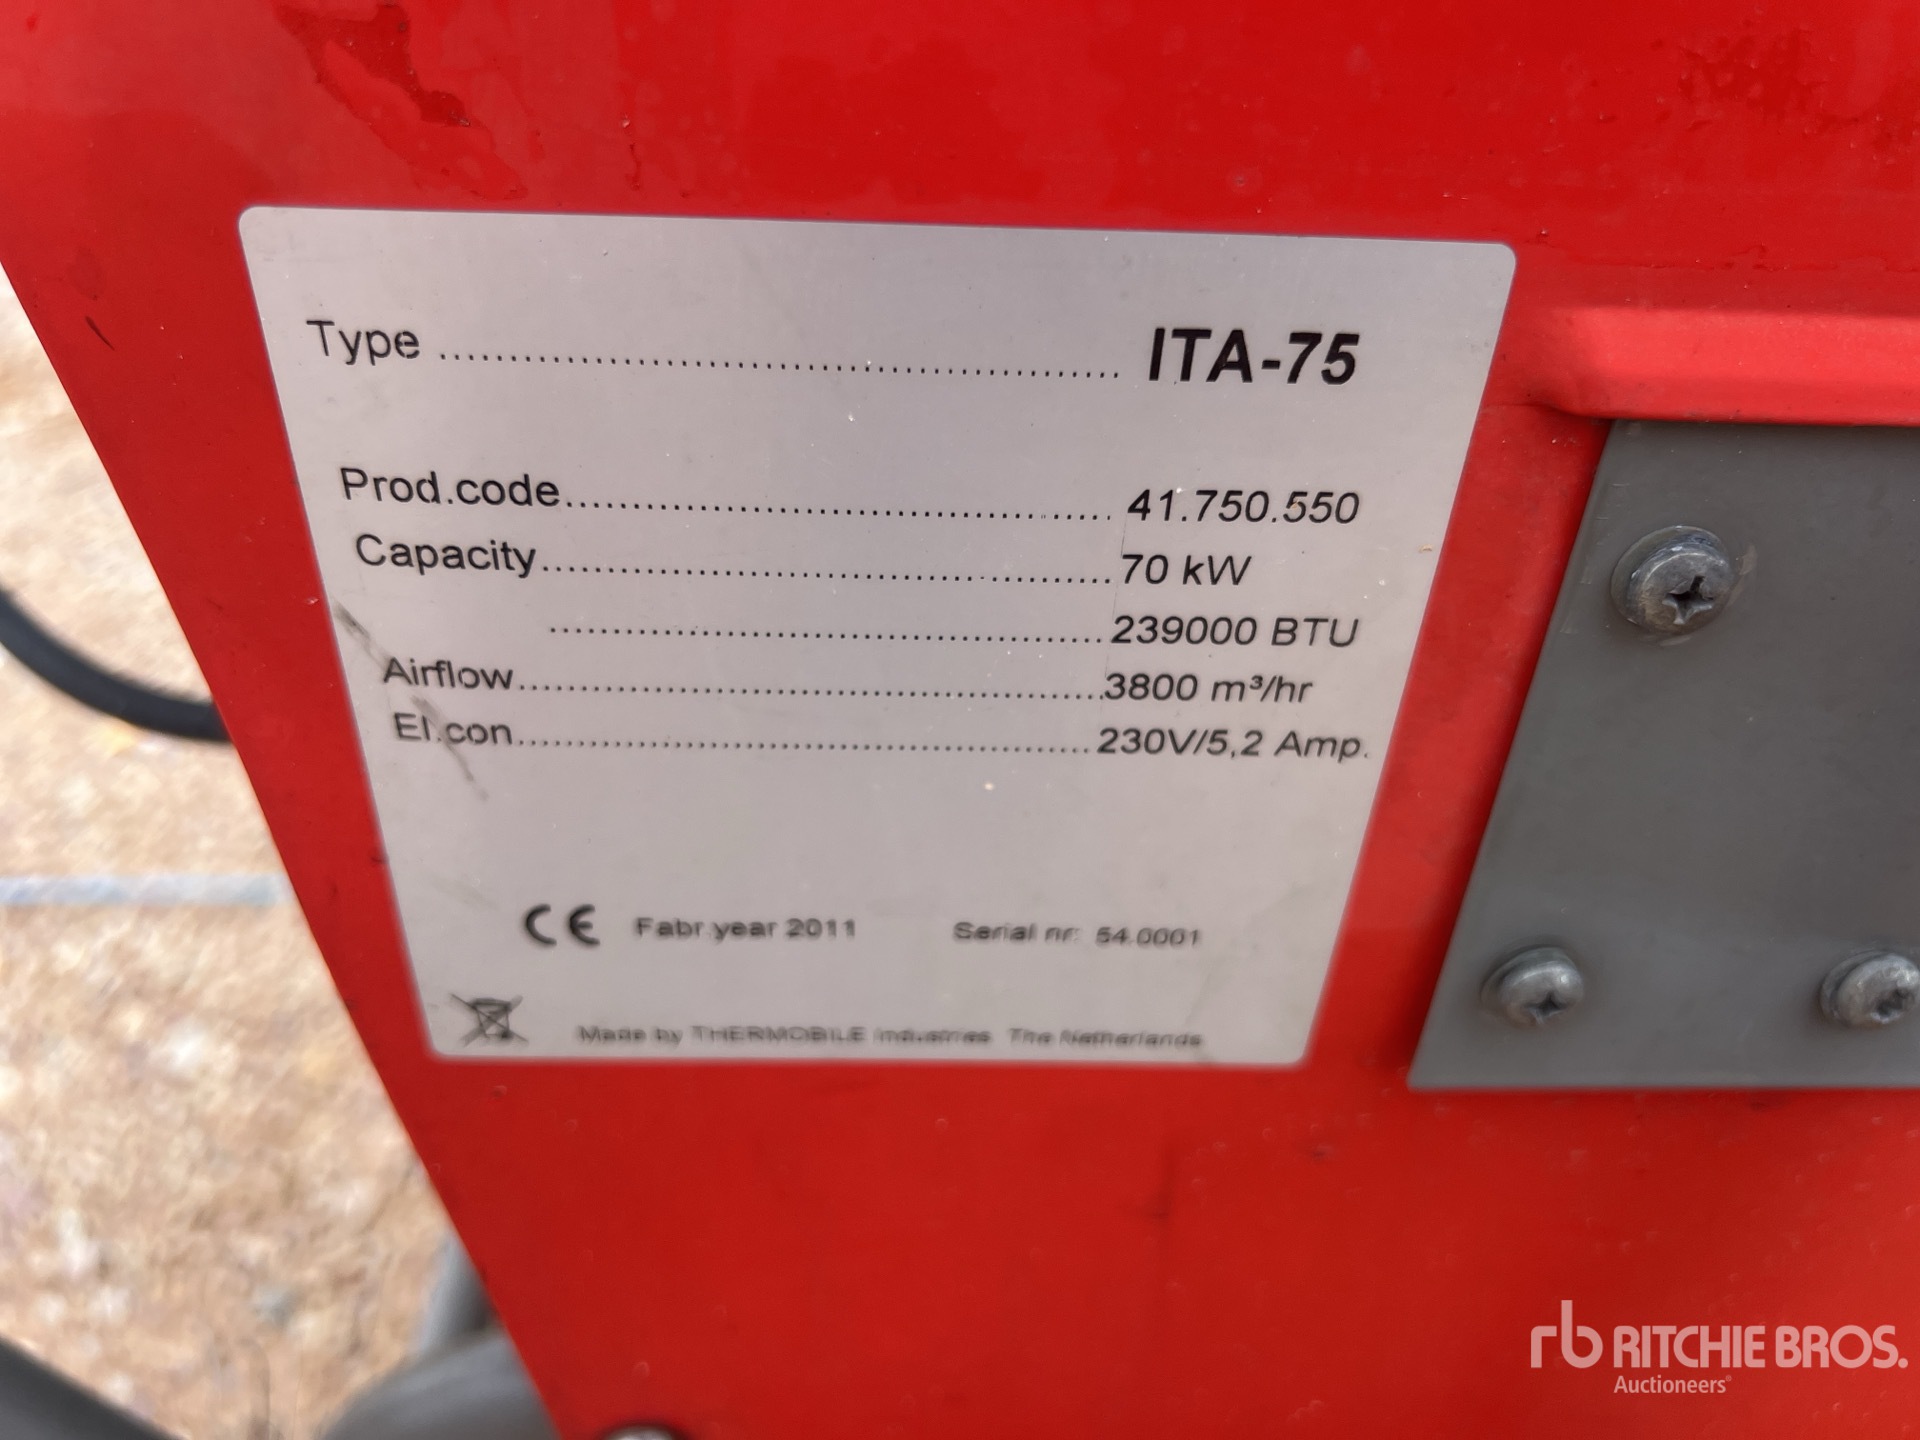 Type ........................................................ ITA-75
Prod.code............................................ 41.750.550
Capacity.............................................. 70 kW
............................................. 239000 BTU
Airflow................................................ 3800 m³/hr
El.con................................................ 230V/5,2 Amp.
CE Fabr.year 2011 Serial nr: 54.0001
Made by THERMOBILE Industries The Netherlands
rb RITCHIE BROS.
Auctioneers